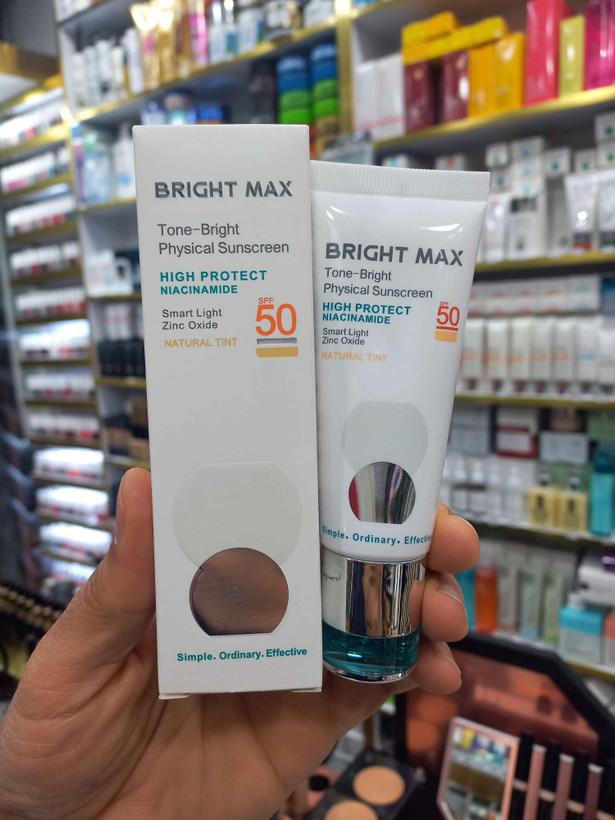 BRIGHT MAX
Tone-Bright
Physical Sunscreen
HIGH PROTECT
NIACINAMIDE
Smart Light
Zinc Oxide
SPF
50
NATURAL TINT
Simple. Ordinary. Effective
BRIGHT MAX
Tone-Bright
Physical Sunscreen
HIGH PROTECT
NIACINAMIDE
Smart Light
Zinc Oxide
SPF
50
NATURAL TINT
Simple. Ordinary. Effective